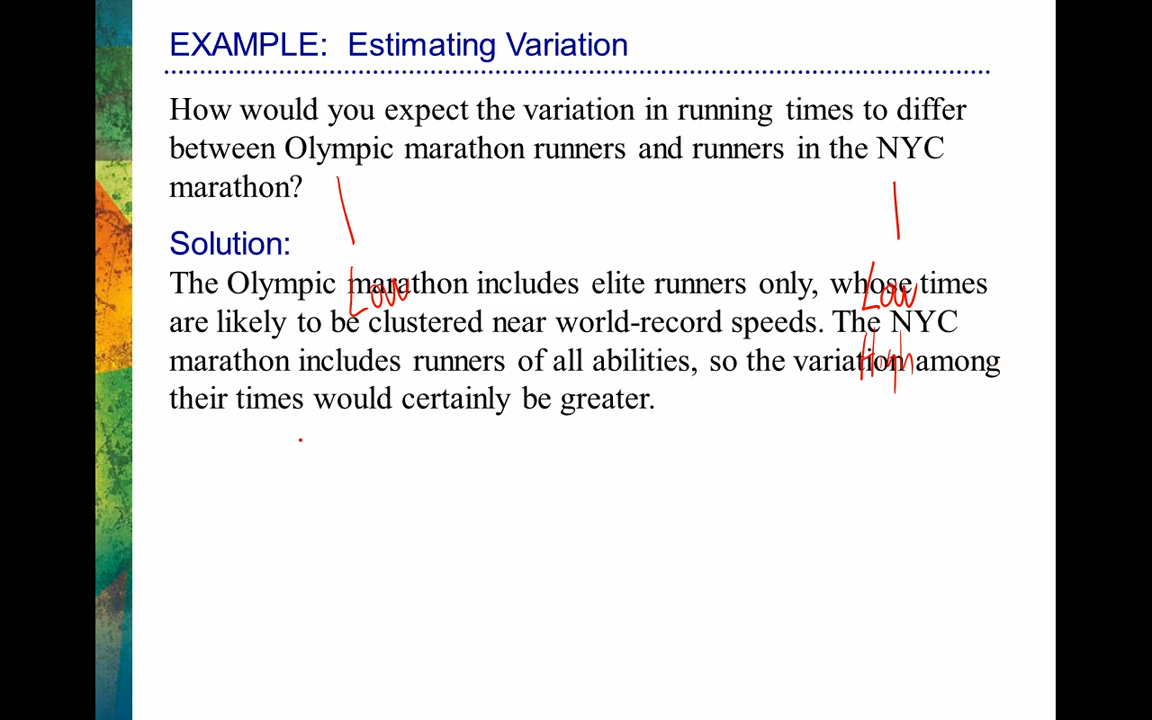 EXAMPLE: Estimating Variation
How would you expect the variation in running times to differ
between Olympic marathon runners and runners in the NYC
marathon?
Solution:
The Olympic marathon includes elite runners only, whose times
are likely to be clustered near world-record speeds. The NYC
marathon includes runners of all abilities, so the variation among
their times would certainly be greater.
Low
Low
High